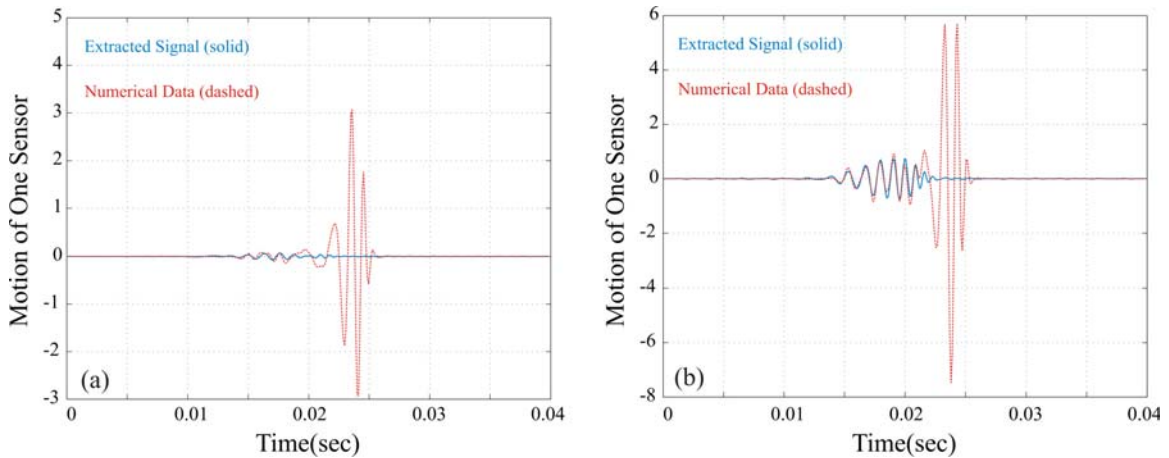 5
Extracted Signal (solid)
4
Numerical Data (dashed)
3
2
1
0
-1
-2
-3
Motion of One Sensor
(a)
0 0.01 0.02 0.03 0.04
Time(sec)
6
Extracted Signal (solid)
4
Numerical Data (dashed)
2
0
-2
-4
-6
-8
Motion of One Sensor
(b)
0 0.01 0.02 0.03 0.04
Time(sec)